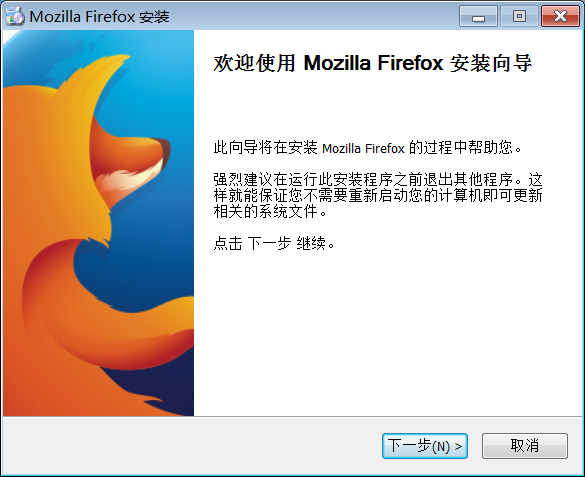 Mozilla Firefox 安装
欢迎使用 Mozilla Firefox 安装向导
此向导将在安装 Mozilla Firefox 的过程中帮助您。
强烈建议在运行此安装程序之前退出其他程序。这
样就能保证您不需要重新启动您的计算机即可更新
相关的系统文件。
点击 下一步 继续。
下一步(N) >
取消